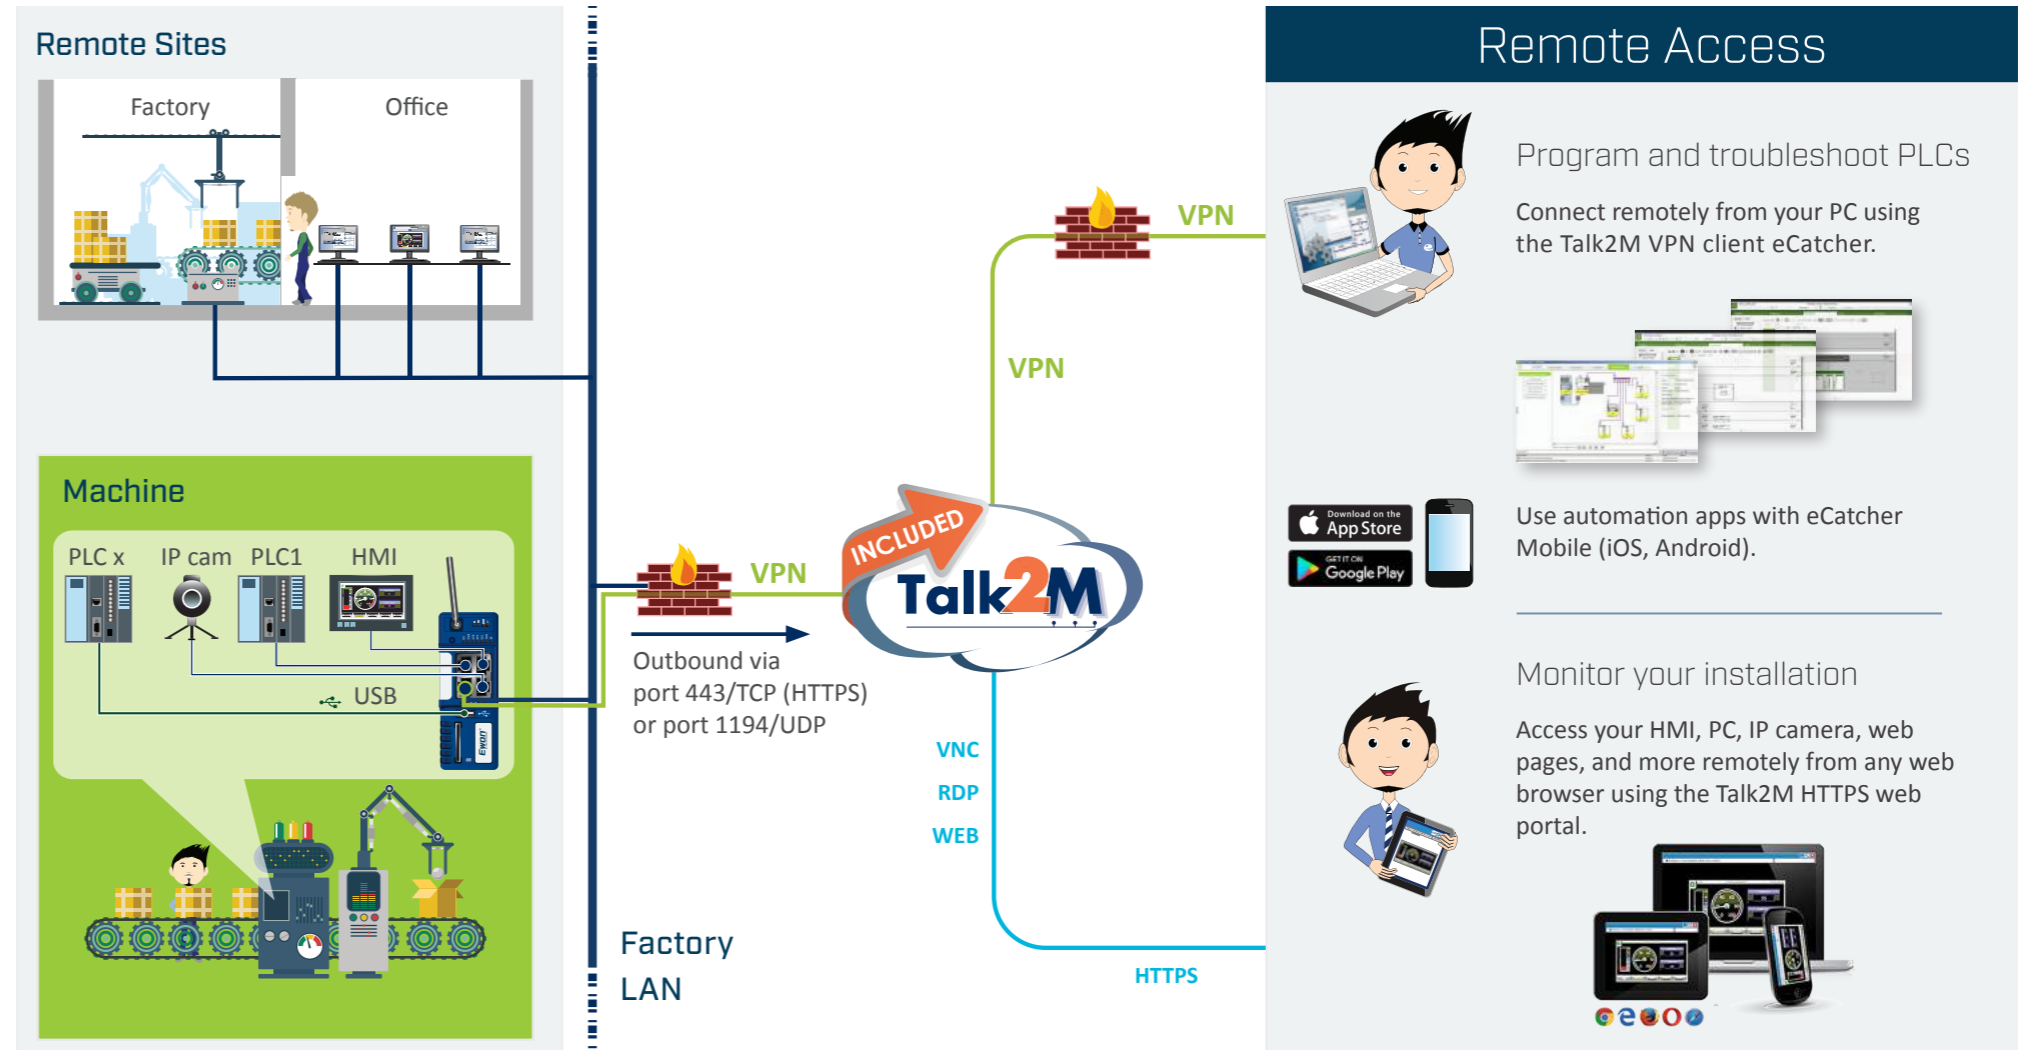 Remote Sites
Factory
Office
Machine
PLC x
IP cam
PLC1
HMI
USB
Ewon
VPN
Outbound via
port 443/TCP (HTTPS)
or port 1194/UDP
Factory
LAN
INCLUDED
Talk2M
VPN
VPN
VNC
RDP
WEB
HTTPS
Remote Access
Program and troubleshoot PLCs
Connect remotely from your PC using
the Talk2M VPN client eCatcher.
Download on the
App Store
GET IT ON
Google Play
Use automation apps with eCatcher
Mobile (iOS, Android).
Monitor your installation
Access your HMI, PC, IP camera, web
pages, and more remotely from any web
browser using the Talk2M HTTPS web
portal.